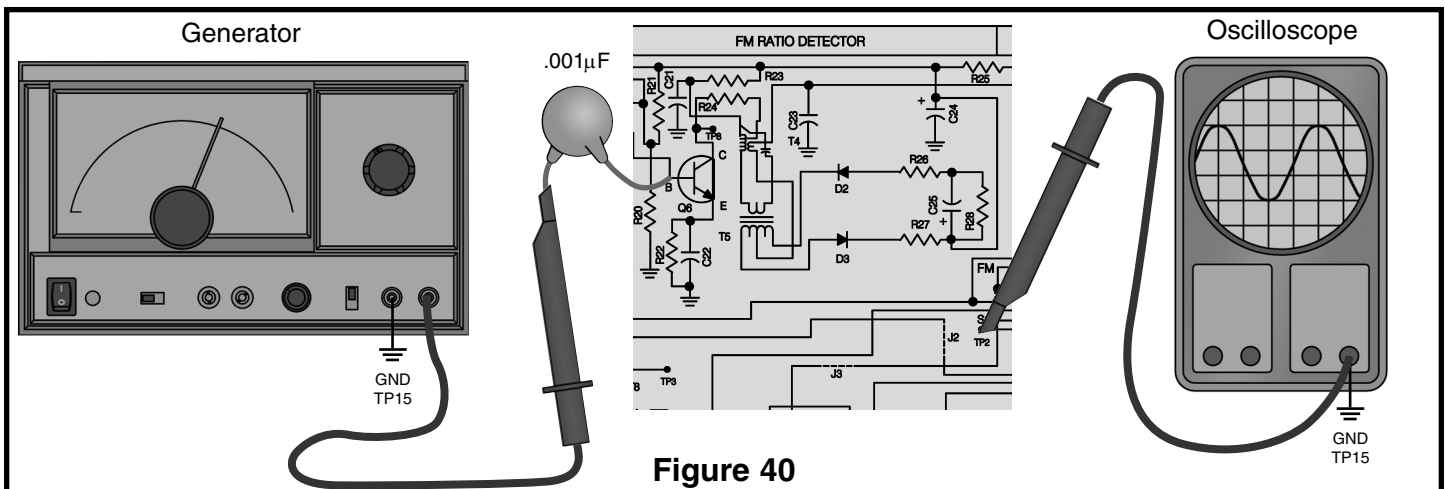 Generator
Oscilloscope
.001µF
FM RATIO DETECTOR
R21
C21
R23
R24
TP8
C
B
E
Q6
R20
R22
C22
T5
C23
T4
C24
+
R25
D2
R26
D3
R27
C25
+
R28
FM
S
TP2
J2
J3
TP3
GND
TP15
GND
TP15
Figure 40